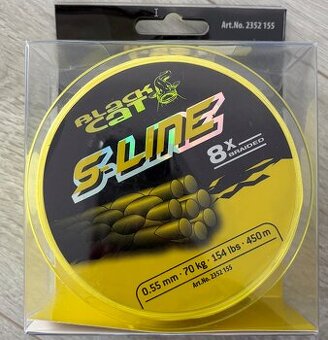 Art.No. 2352 155
BLACK
CAT
S-LINE
8X
BRAIDED
0.55 mm · 70 kg · 154 lbs · 450 m
Art.No. 2352 155